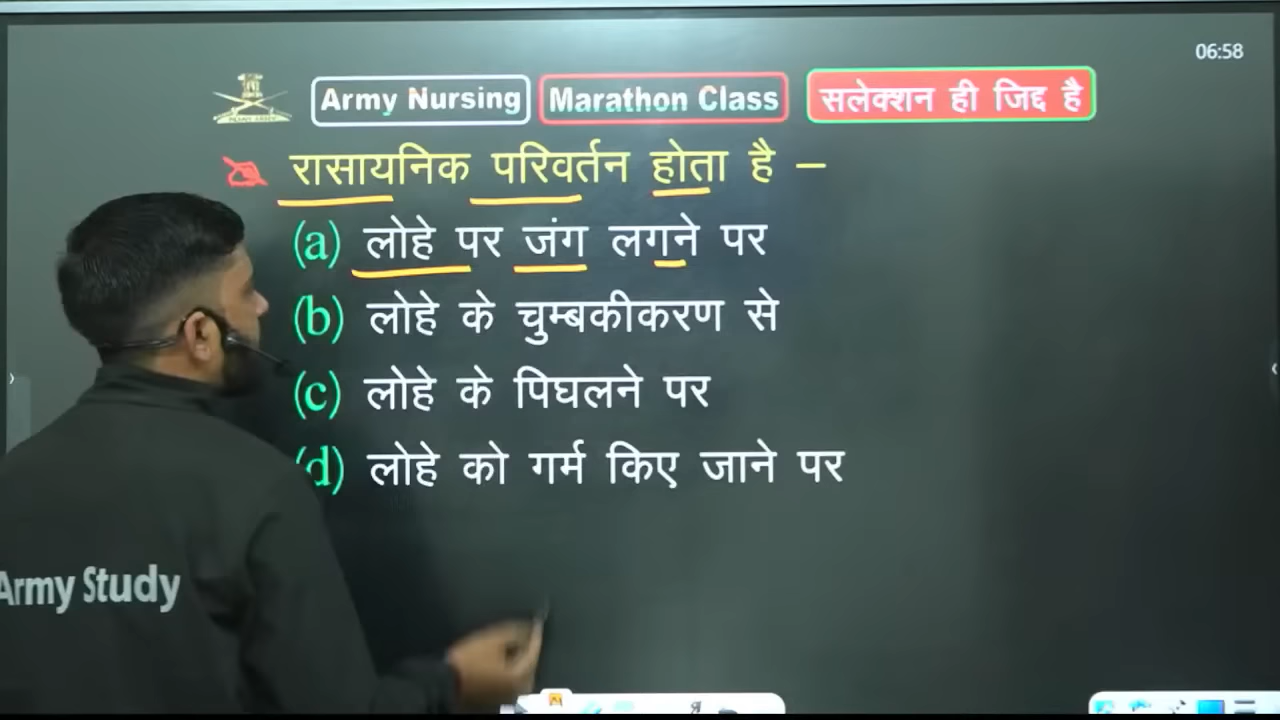 06:58
Army Nursing Marathon Class सलेक्शन ही जिद्द है
रासायनिक परिवर्तन होता है –
(a) लोहे पर जंग लगने पर
(b) लोहे के चुम्बकीकरण से
(c) लोहे के पिघलने पर
(d) लोहे को गर्म किए जाने पर
Army Study